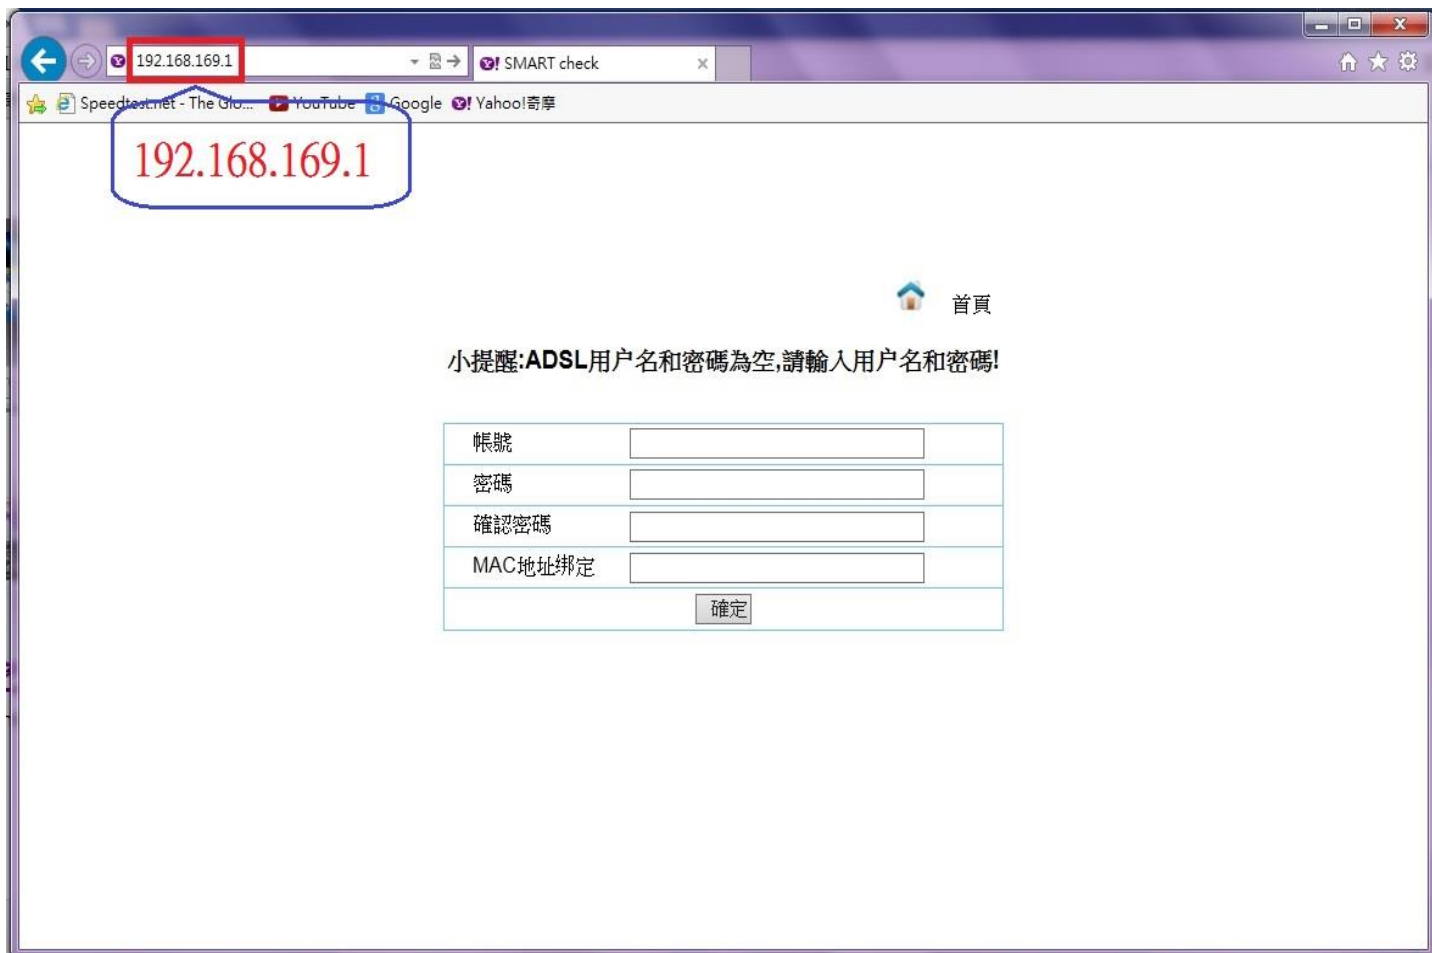 192.168.169.1
SMART check
Speedtest.net - The Glo... YouTube Google Yahoo!奇摩
192.168.169.1
首頁
小提醒:ADSL用户名和密碼為空,請輸入用户名和密碼!
帳號
密碼
確認密碼
MAC地址绑定
確定